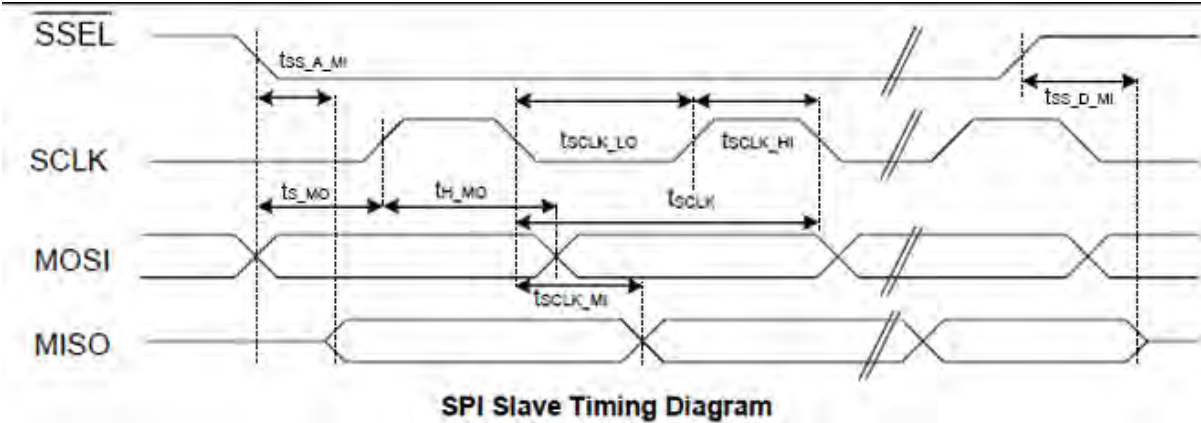 SSEL
tSS_A_MI
tSS_D_MI
SCLK
tSCLK_LO
tSCLK_HI
tS_MO
tH_MO
tSCLK
MOSI
tSCLK_MI
MISO
SPI Slave Timing Diagram